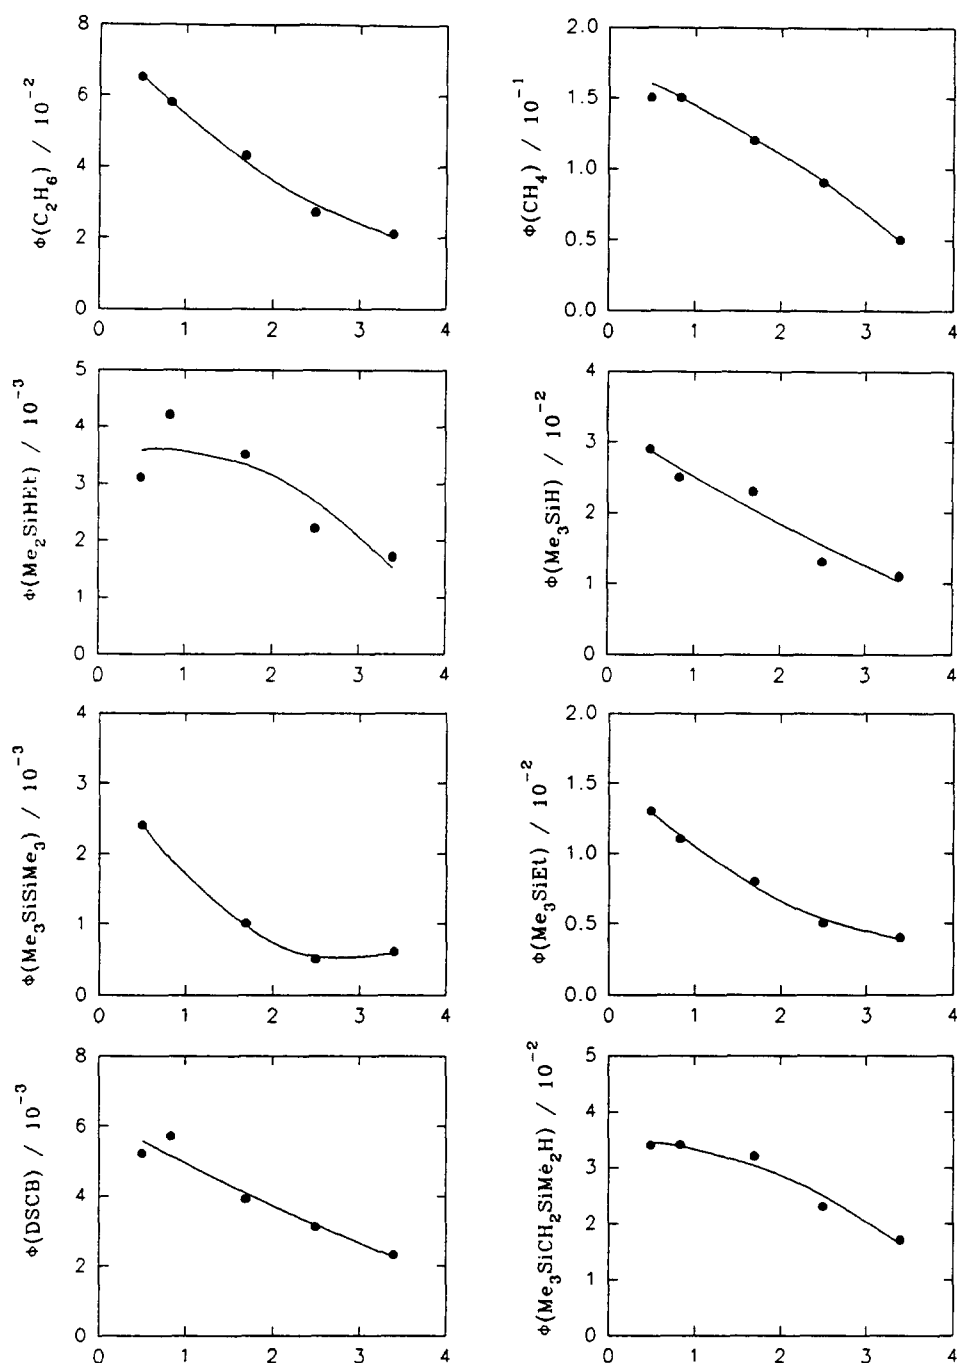 Φ(C₂H₆) / 10⁻²
8
6
4
2
0
0 1 2 3 4
Φ(CH₄) / 10⁻¹
2.0
1.5
1.0
0.5
0.0
0 1 2 3 4
Φ(Me₂SiHEt) / 10⁻³
5
4
3
2
1
0
0 1 2 3 4
Φ(Me₃SiH) / 10⁻²
4
3
2
1
0
0 1 2 3 4
Φ(Me₃SiSiMe₃) / 10⁻³
4
3
2
1
0
0 1 2 3 4
Φ(Me₃SiEt) / 10⁻²
2.0
1.5
1.0
0.5
0.0
0 1 2 3 4
Φ(DSCB) / 10⁻³
8
6
4
2
0
0 1 2 3 4
Φ(Me₃SiCH₂SiMe₂H) / 10⁻²
5
4
3
2
1
0
0 1 2 3 4